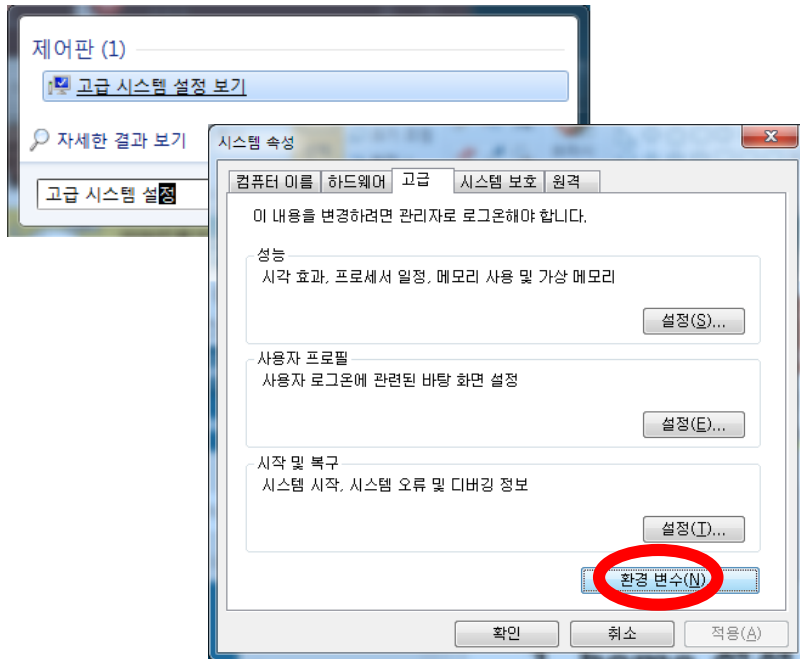 제어판 (1)
고급 시스템 설정 보기
자세한 결과 보기
고급 시스템 설정
시스템 속성
컴퓨터 이름 하드웨어 고급 시스템 보호 원격
이 내용을 변경하려면 관리자로 로그온해야 합니다.
성능
시각 효과, 프로세서 일정, 메모리 사용 및 가상 메모리
설정(S)...
사용자 프로필
사용자 로그온에 관련된 바탕 화면 설정
설정(E)...
시작 및 복구
시스템 시작, 시스템 오류 및 디버깅 정보
설정(T)...
환경 변수(N)
확인 취소 적용(A)